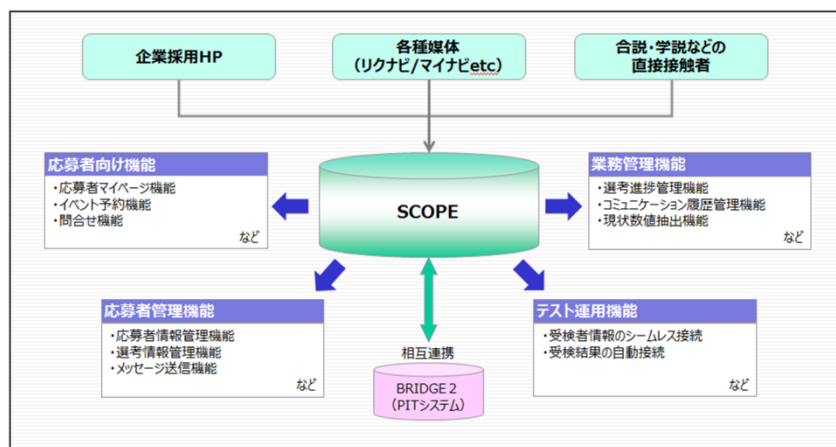 企業採用HP
各種媒体
（リクナビ/マイナビetc）
合説・学説などの
直接接触者
応募者向け機能
・応募者マイページ機能
・イベント予約機能
・問合せ機能
など
SCOPE
業務管理機能
・選考進捗管理機能
・コミュニケーション履歴管理機能
・現状数値抽出機能
など
応募者管理機能
・応募者情報管理機能
・選考情報管理機能
・メッセージ送信機能
など
相互連携
BRIDGE２
（PITシステム）
テスト運用機能
・受検者情報のシームレス接続
・受検結果の自動接続
など